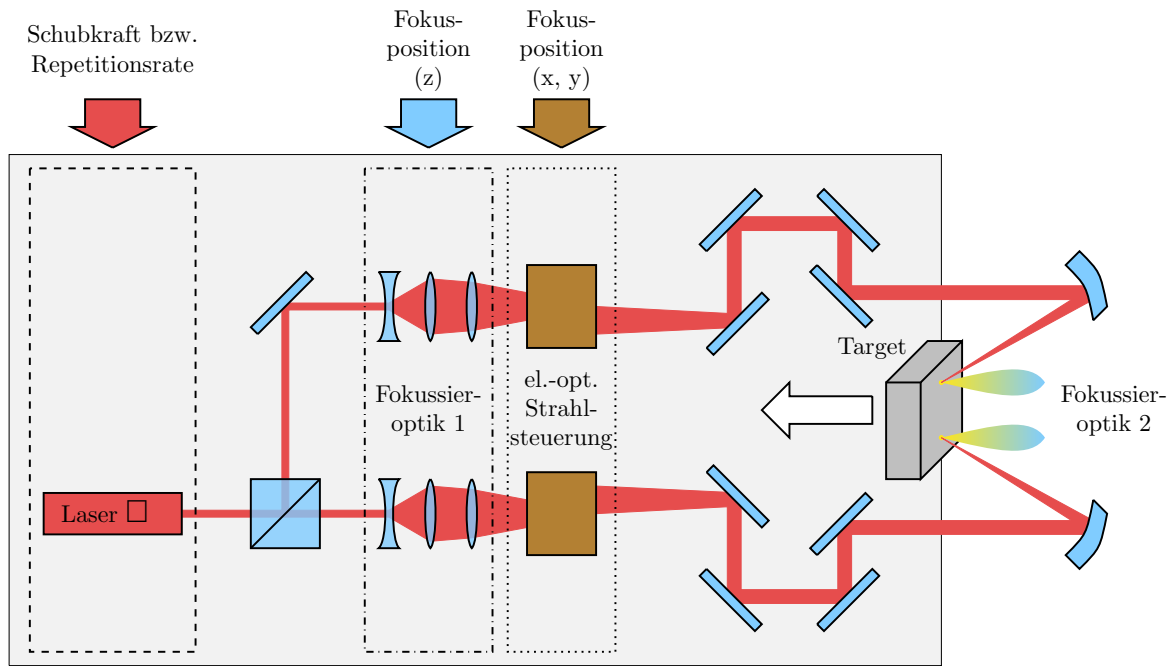 Schubkraft bzw.
Repetitionsrate
Fokus-
position
(z)
Fokus-
position
(x, y)
Target
Fokussier-
optik 1
el.-opt.
Strahl-
steuerung
Fokussier-
optik 2
Laser □